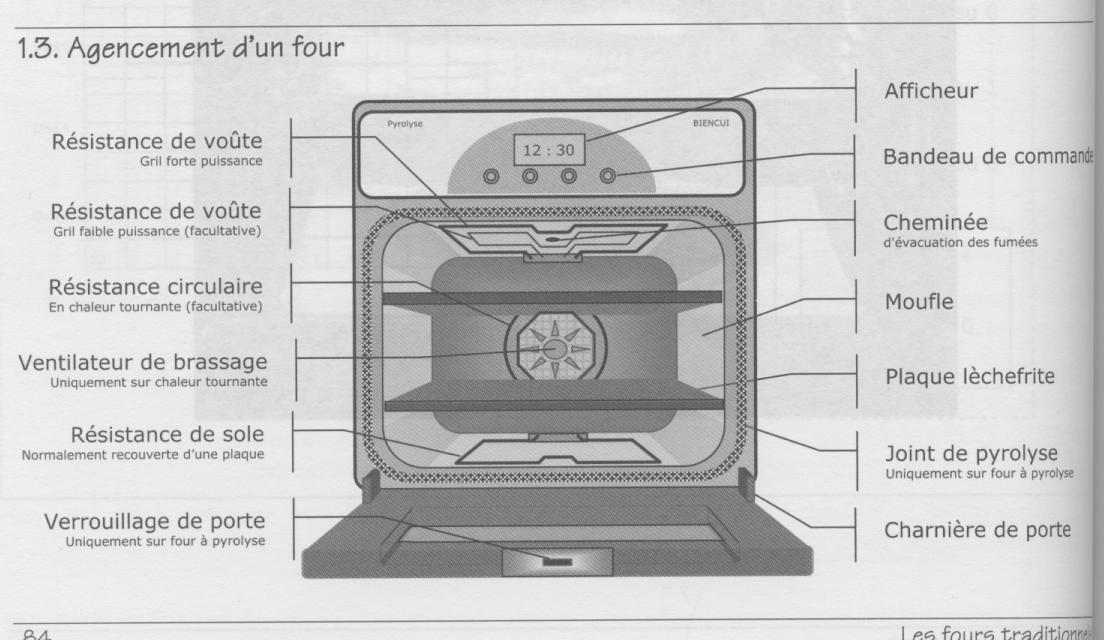 1.3. Agencement d'un four
Résistance de voûte
Gril forte puissance
Résistance de voûte
Gril faible puissance (facultative)
Résistance circulaire
En chaleur tournante (facultative)
Ventilateur de brassage
Uniquement sur chaleur tournante
Résistance de sole
Normalement recouverte d'une plaque
Verrouillage de porte
Uniquement sur four à pyrolyse
Pyrolyse
BIENCUI
12 : 30
Afficheur
Bandeau de commande
Cheminée
d'évacuation des fumées
Moufle
Plaque lèchefrite
Joint de pyrolyse
Uniquement sur four à pyrolyse
Charnière de porte
84
Les fours